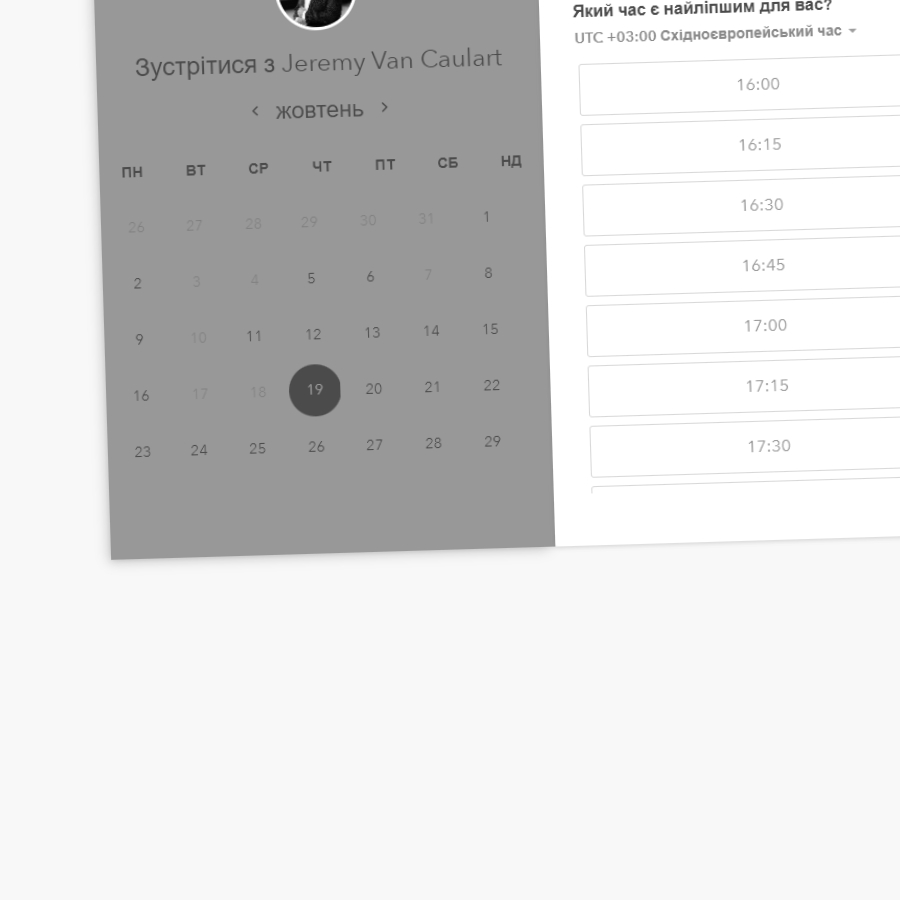 Зустрітися з Jeremy Van Caulart
‹ жовтень ›
ПН ВТ СР ЧТ ПТ СБ НД
26 27 28 29 30 31 1
2 3 4 5 6 7 8
9 10 11 12 13 14 15
16 17 18 19 20 21 22
23 24 25 26 27 28 29
Який час є найліпшим для вас?
UTC +03:00 Східноєвропейський час
16:00
16:15
16:30
16:45
17:00
17:15
17:30